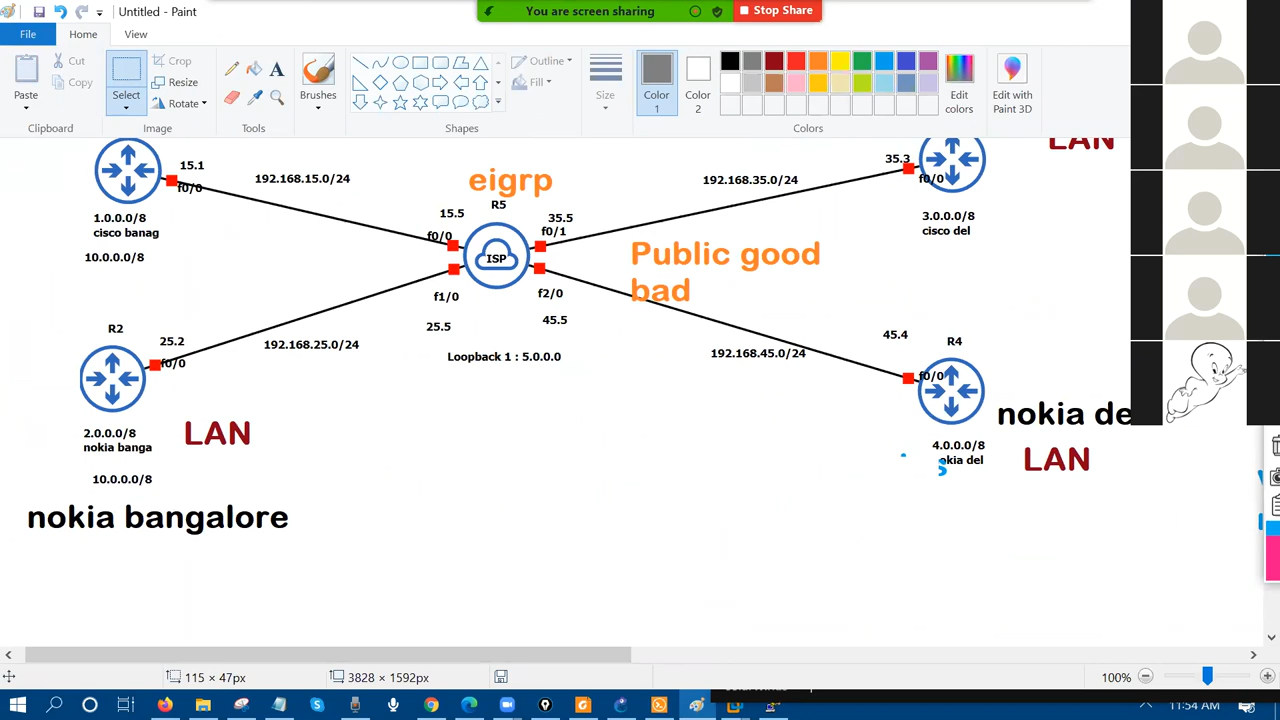 Untitled - Paint
You are screen sharing
Stop Share
File
Home
View
Paste
Cut
Copy
Clipboard
Select
Crop
Resize
Rotate
Image
Tools
Brushes
Shapes
Outline
Fill
Size
Color 1
Color 2
Edit colors
Colors
Edit with Paint 3D
LAN
15.1
f0/0
192.168.15.0/24
eigrp
R5
192.168.35.0/24
35.3
f0/0
1.0.0.0/8
cisco banag
10.0.0.0/8
15.5
f0/0
35.5
f0/1
ISP
3.0.0.0/8
cisco del
Public good
bad
f1/0
f2/0
25.5
45.5
R2
25.2
f0/0
192.168.25.0/24
Loopback 1 : 5.0.0.0
192.168.45.0/24
45.4
R4
f0/0
nokia de
2.0.0.0/8
nokia banga
LAN
4.0.0.0/8
okia del
s
LAN
10.0.0.0/8
nokia bangalore
115 × 47px
3828 × 1592px
100%
11:54 AM